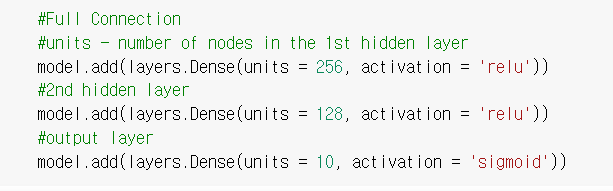 #Full Connection
#units - number of nodes in the 1st hidden layer
model.add(layers.Dense(units = 256, activation = 'relu'))
#2nd hidden layer
model.add(layers.Dense(units = 128, activation = 'relu'))
#output layer
model.add(layers.Dense(units = 10, activation = 'sigmoid'))